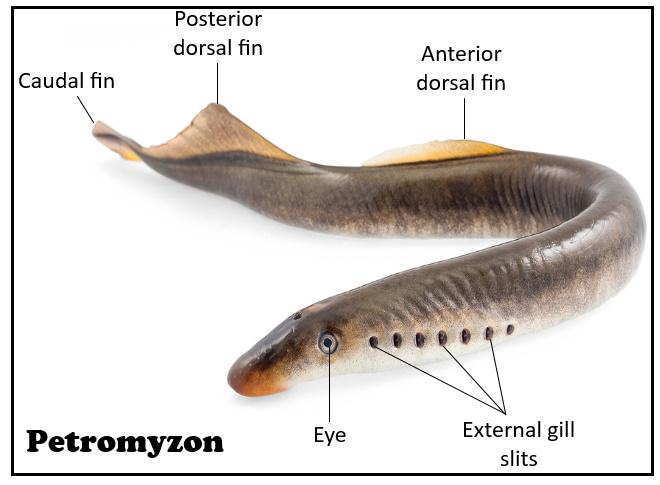 Posterior
dorsal fin
Anterior
dorsal fin
Caudal fin
Eye
External gill
slits
Petromyzon